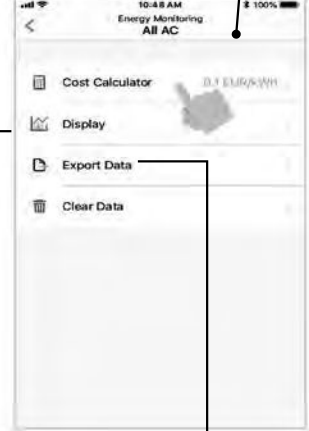 10:48 AM 100%
Energy Monitoring
All AC
Cost Calculator 0.1 EUR/kWH
Display
Export Data
Clear Data